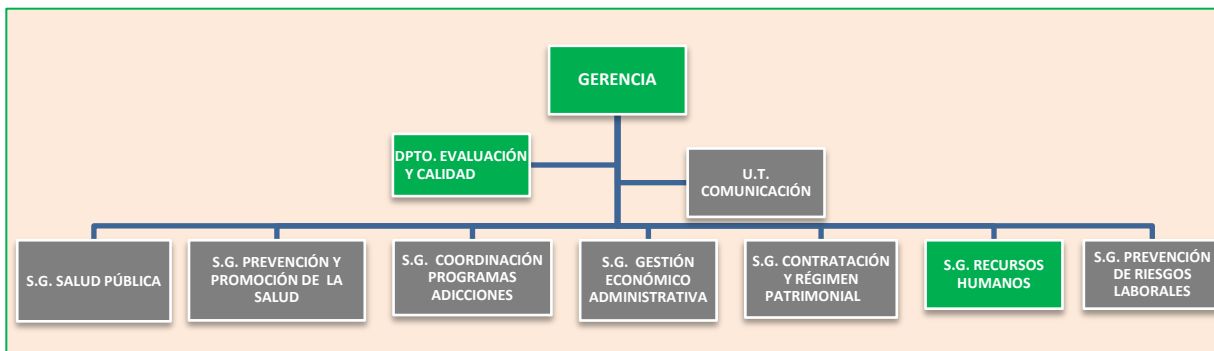 GERENCIA
DPTO. EVALUACIÓN
Y CALIDAD
U.T.
COMUNICACIÓN
S.G. SALUD PÚBLICA
S.G. PREVENCIÓN Y
PROMOCIÓN DE LA
SALUD
S.G. COORDINACIÓN
PROGRAMAS
ADICCIONES
S.G. GESTIÓN
ECONÓMICO
ADMINISTRATIVA
S.G. CONTRATACIÓN
Y RÉGIMEN
PATRIMONIAL
S.G. RECURSOS
HUMANOS
S.G. PREVENCIÓN
DE RIESGOS
LABORALES